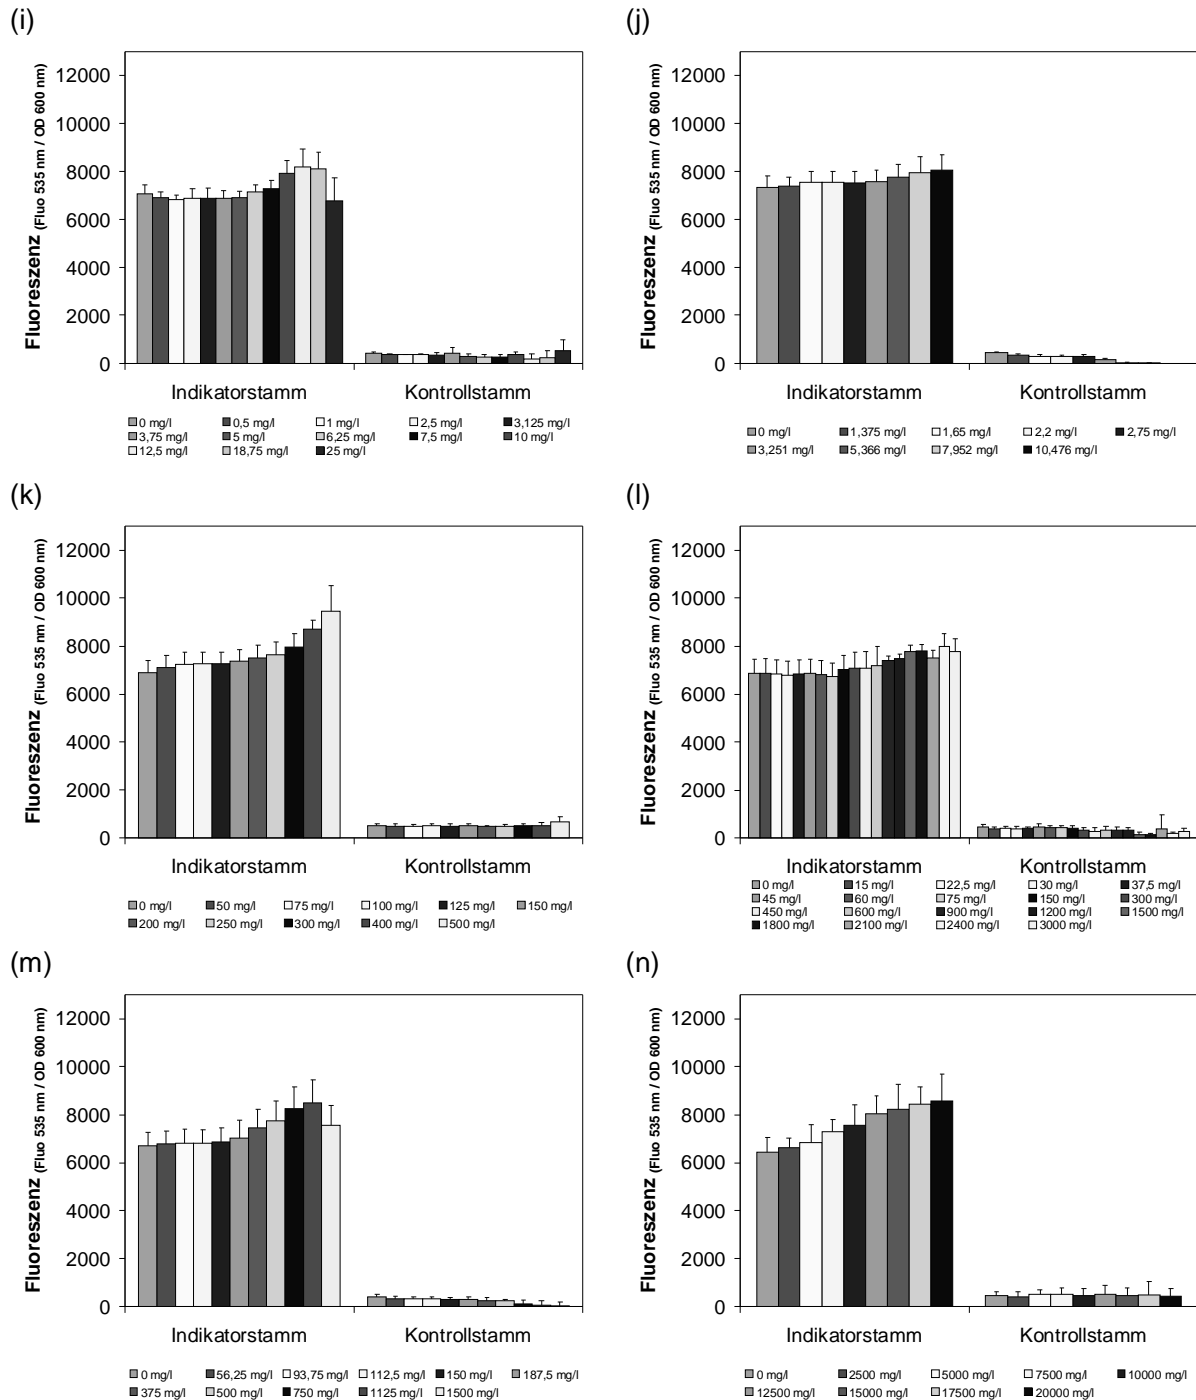 (i)
Fluoreszenz (Fluo 535 nm / OD 600 nm)
12000
10000
8000
6000
4000
2000
0
Indikatorstamm Kontrollstamm
0 mg/l 0,5 mg/l 1 mg/l 2,5 mg/l 3,125 mg/l
3,75 mg/l 5 mg/l 6,25 mg/l 7,5 mg/l 10 mg/l
12,5 mg/l 18,75 mg/l 25 mg/l
(j)
Fluoreszenz (Fluo 535 nm / OD 600 nm)
12000
10000
8000
6000
4000
2000
0
Indikatorstamm Kontrollstamm
0 mg/l 1,375 mg/l 1,65 mg/l 2,2 mg/l 2,75 mg/l
3,251 mg/l 5,366 mg/l 7,952 mg/l 10,476 mg/l
(k)
Fluoreszenz (Fluo 535 nm / OD 600 nm)
12000
10000
8000
6000
4000
2000
0
Indikatorstamm Kontrollstamm
0 mg/l 50 mg/l 75 mg/l 100 mg/l 125 mg/l 150 mg/l
200 mg/l 250 mg/l 300 mg/l 400 mg/l 500 mg/l
(l)
Fluoreszenz (Fluo 535 nm / OD 600 nm)
12000
10000
8000
6000
4000
2000
0
Indikatorstamm Kontrollstamm
0 mg/l 15 mg/l 22,5 mg/l 30 mg/l 37,5 mg/l
45 mg/l 60 mg/l 75 mg/l 150 mg/l 300 mg/l
450 mg/l 600 mg/l 900 mg/l 1200 mg/l 1500 mg/l
1800 mg/l 2100 mg/l 2400 mg/l 3000 mg/l
(m)
Fluoreszenz (Fluo 535 nm / OD 600 nm)
12000
10000
8000
6000
4000
2000
0
Indikatorstamm Kontrollstamm
0 mg/l 56,25 mg/l 93,75 mg/l 112,5 mg/l 150 mg/l 187,5 mg/l
375 mg/l 500 mg/l 750 mg/l 1125 mg/l 1500 mg/l
(n)
Fluoreszenz (Fluo 535 nm / OD 600 nm)
12000
10000
8000
6000
4000
2000
0
Indikatorstamm Kontrollstamm
0 mg/l 2500 mg/l 5000 mg/l 7500 mg/l 10000 mg/l
12500 mg/l 15000 mg/l 17500 mg/l 20000 mg/l